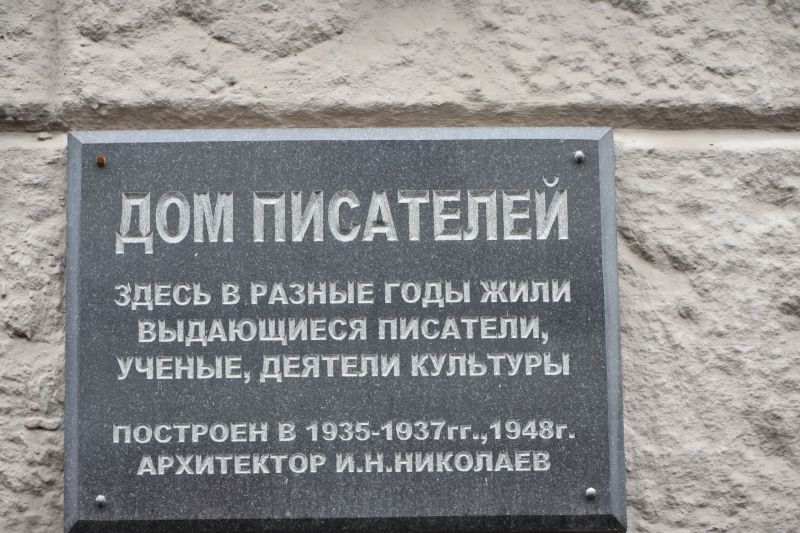 ДОМ ПИСАТЕЛЕЙ
ЗДЕСЬ В РАЗНЫЕ ГОДЫ ЖИЛИ
ВЫДАЮЩИЕСЯ ПИСАТЕЛИ,
УЧЕНЫЕ, ДЕЯТЕЛИ КУЛЬТУРЫ
ПОСТРОЕН В 1935-1937гг.,1948г.
АРХИТЕКТОР И.Н.НИКОЛАЕВ